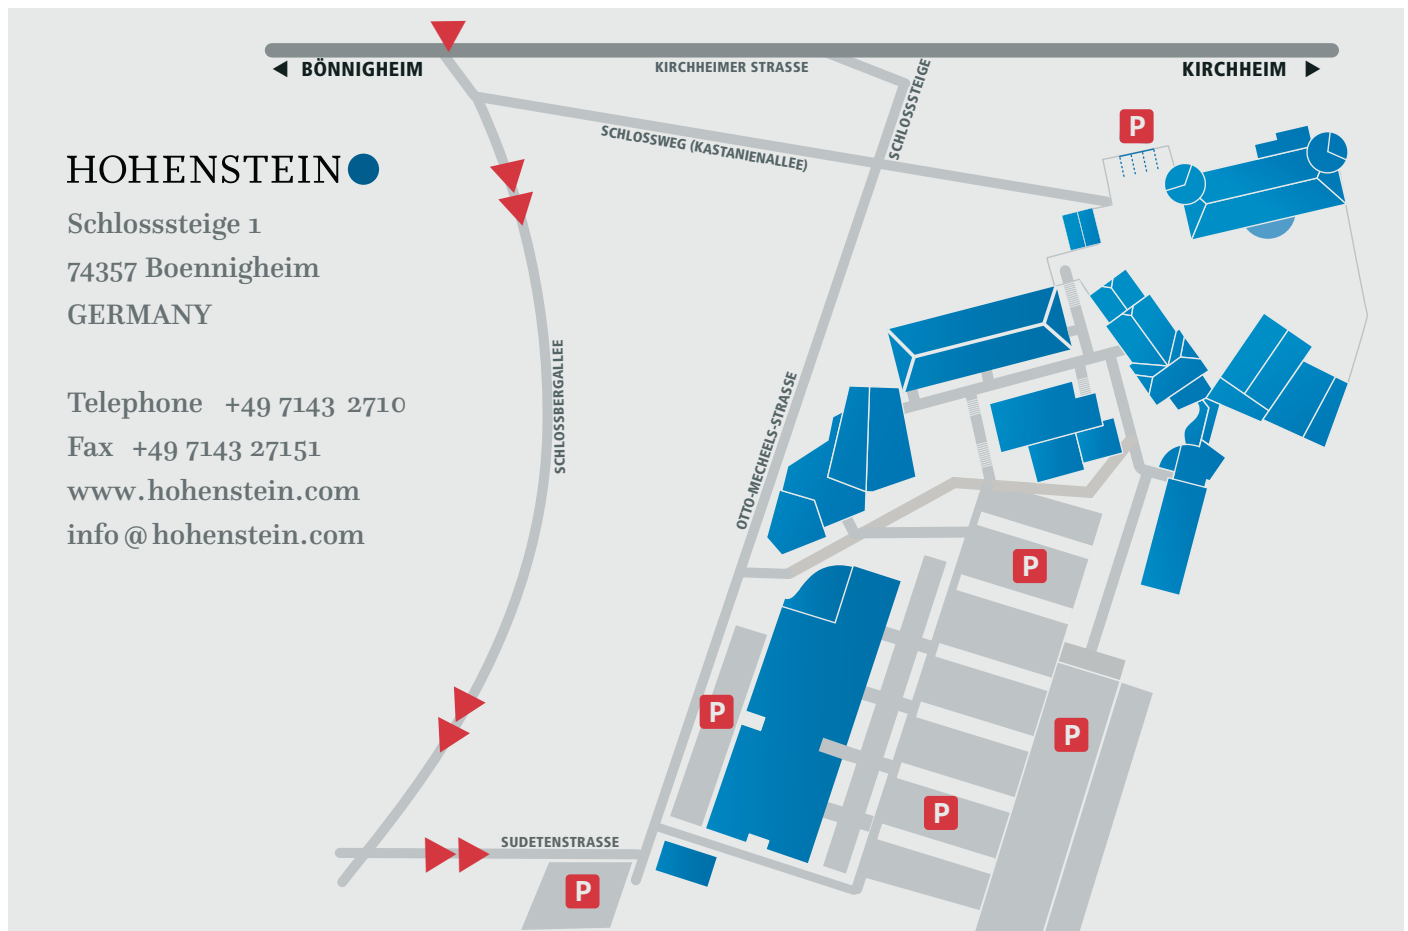 ◀ BÖNNIGHEIM
KIRCHHEIMER STRASSE
KIRCHHEIM ▶
SCHLOSSSTEIGE
SCHLOSSWEG (KASTANIENALLEE)
P
HOHENSTEIN
Schlosssteige 1
74357 Boennigheim
GERMANY
Telephone +49 7143 2710
Fax +49 7143 27151
www.hohenstein.com
info@hohenstein.com
SCHLOSSBERGALLEE
OTTO-MECHEELS-STRASSE
P
P
P
P
SUDETENSTRASSE
P